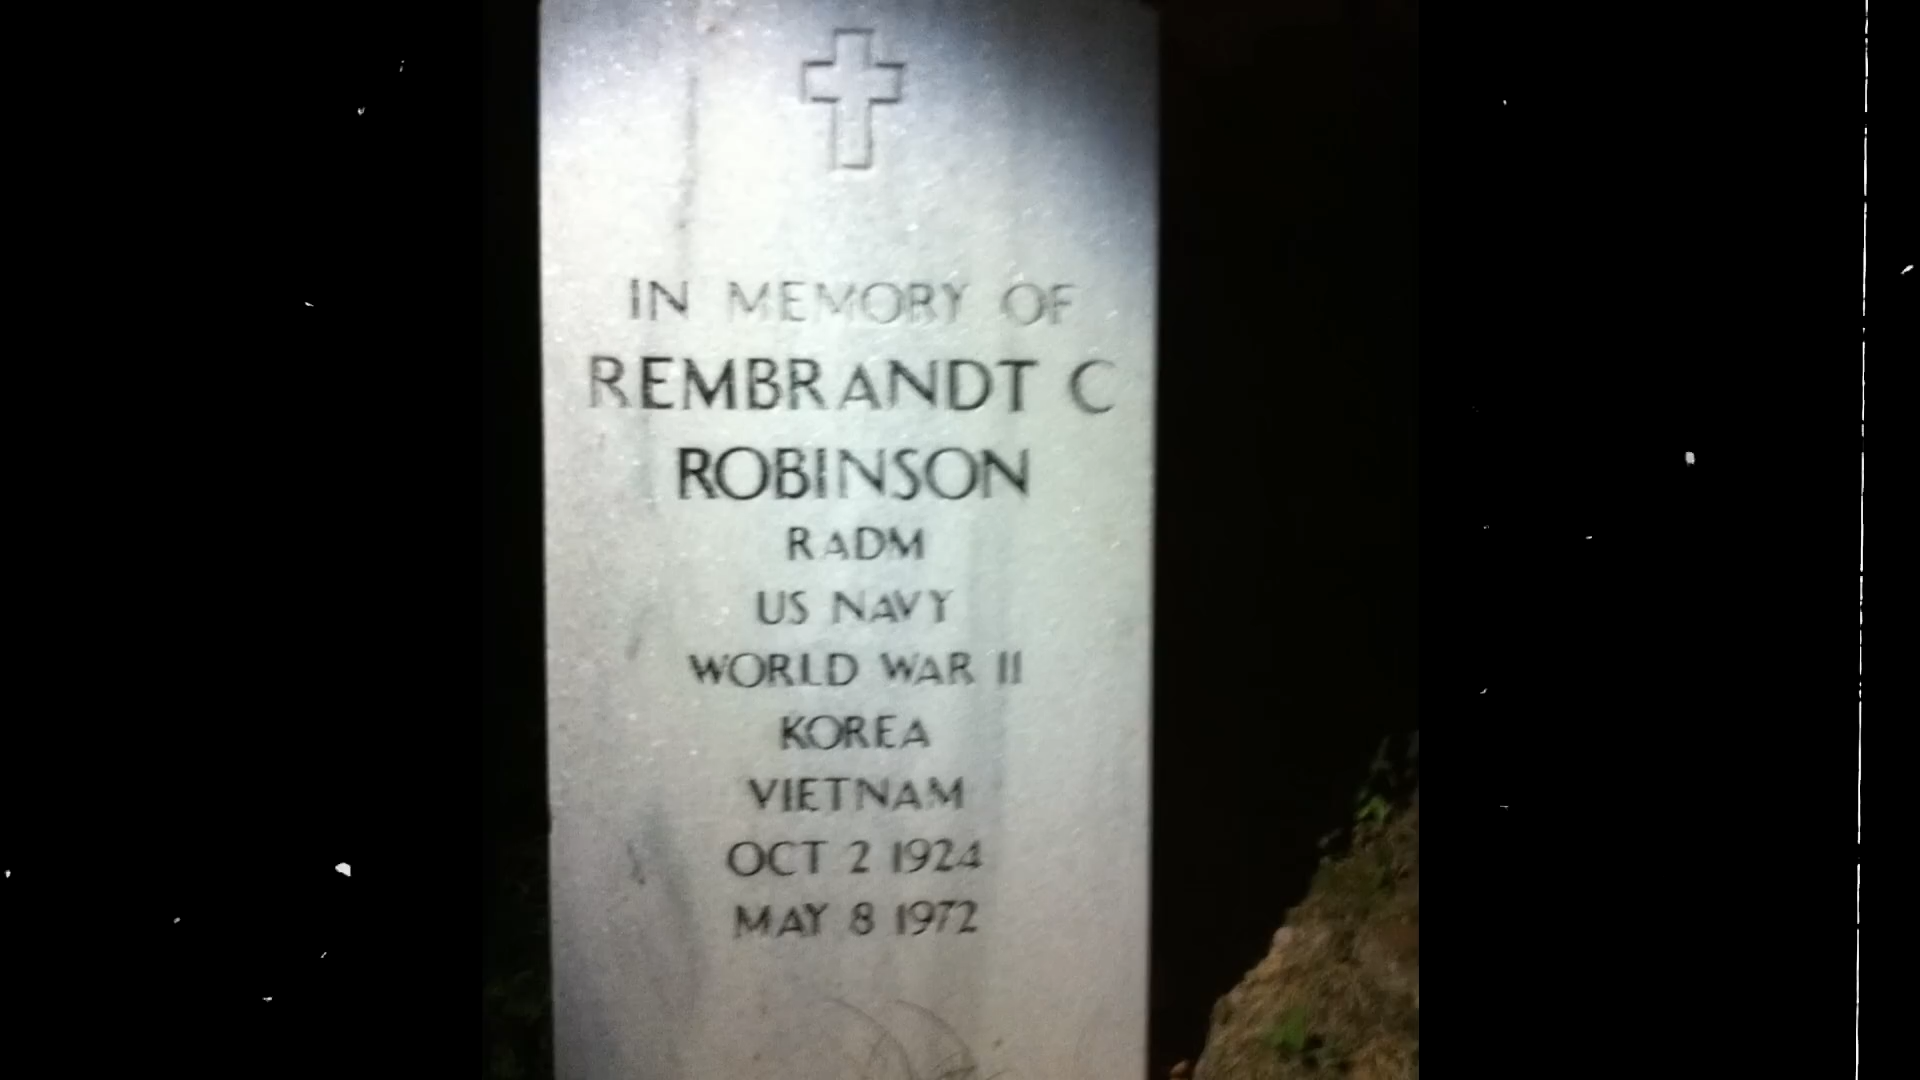 IN MEMORY OF
REMBRANDT C
ROBINSON
RADM
US NAVY
WORLD WAR II
KOREA
VIETNAM
OCT 2 1924
MAY 8 1972